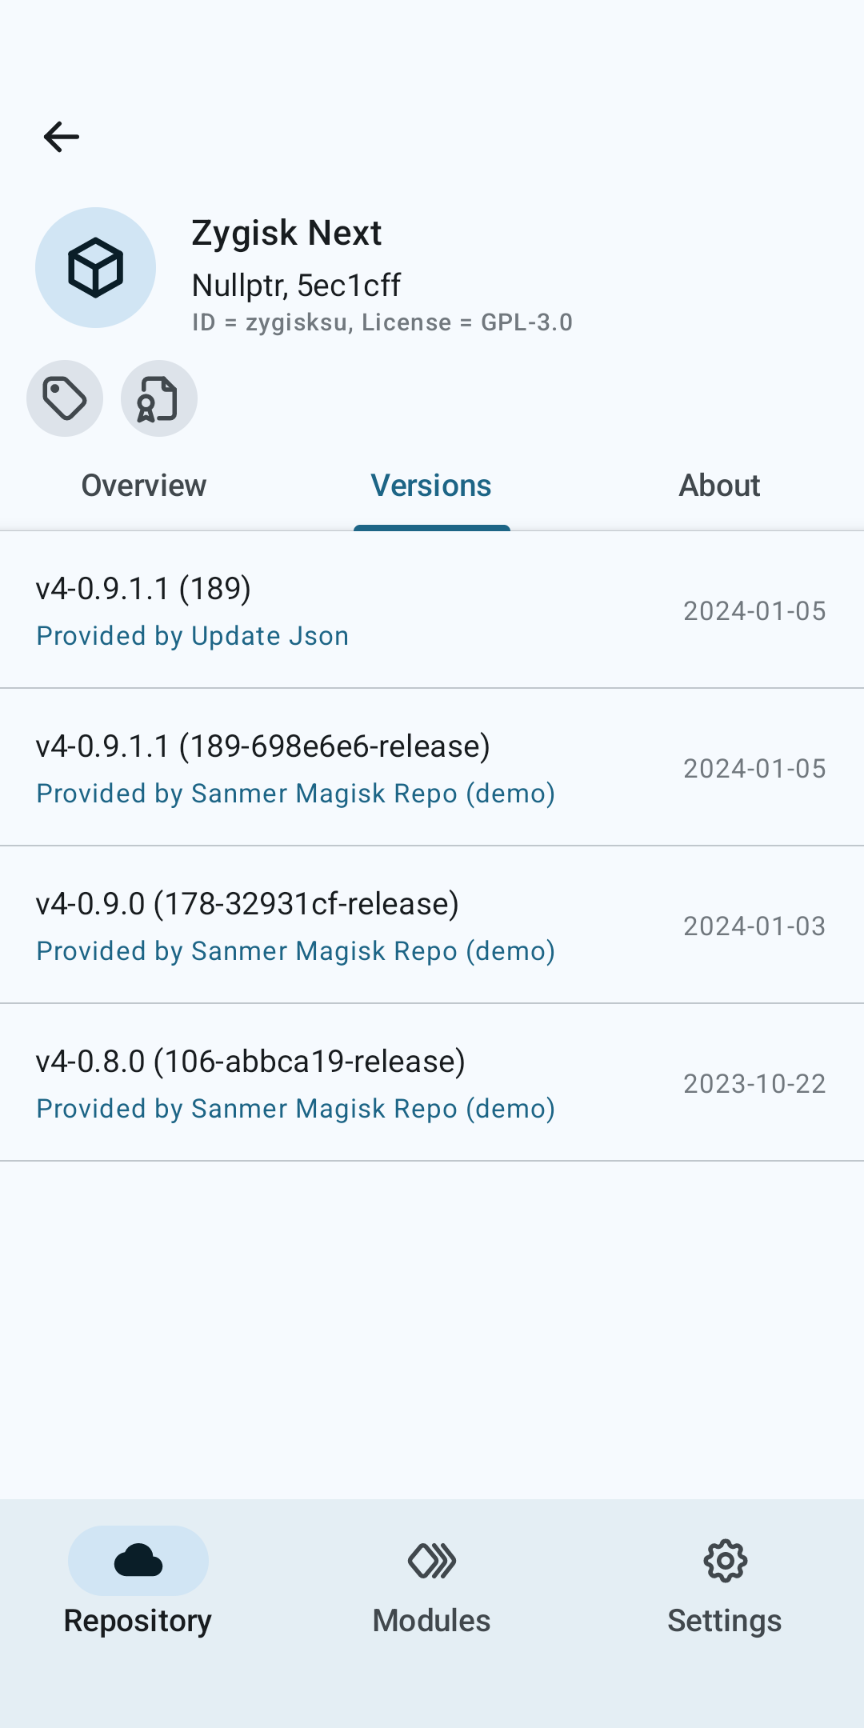 Zygisk Next
Nullptr, 5ec1cff
ID = zygisksu, License = GPL-3.0
Overview
Versions
About
v4-0.9.1.1 (189)
Provided by Update Json
2024-01-05
v4-0.9.1.1 (189-698e6e6-release)
Provided by Sanmer Magisk Repo (demo)
2024-01-05
v4-0.9.0 (178-32931cf-release)
Provided by Sanmer Magisk Repo (demo)
2024-01-03
v4-0.8.0 (106-abbca19-release)
Provided by Sanmer Magisk Repo (demo)
2023-10-22
Repository
Modules
Settings